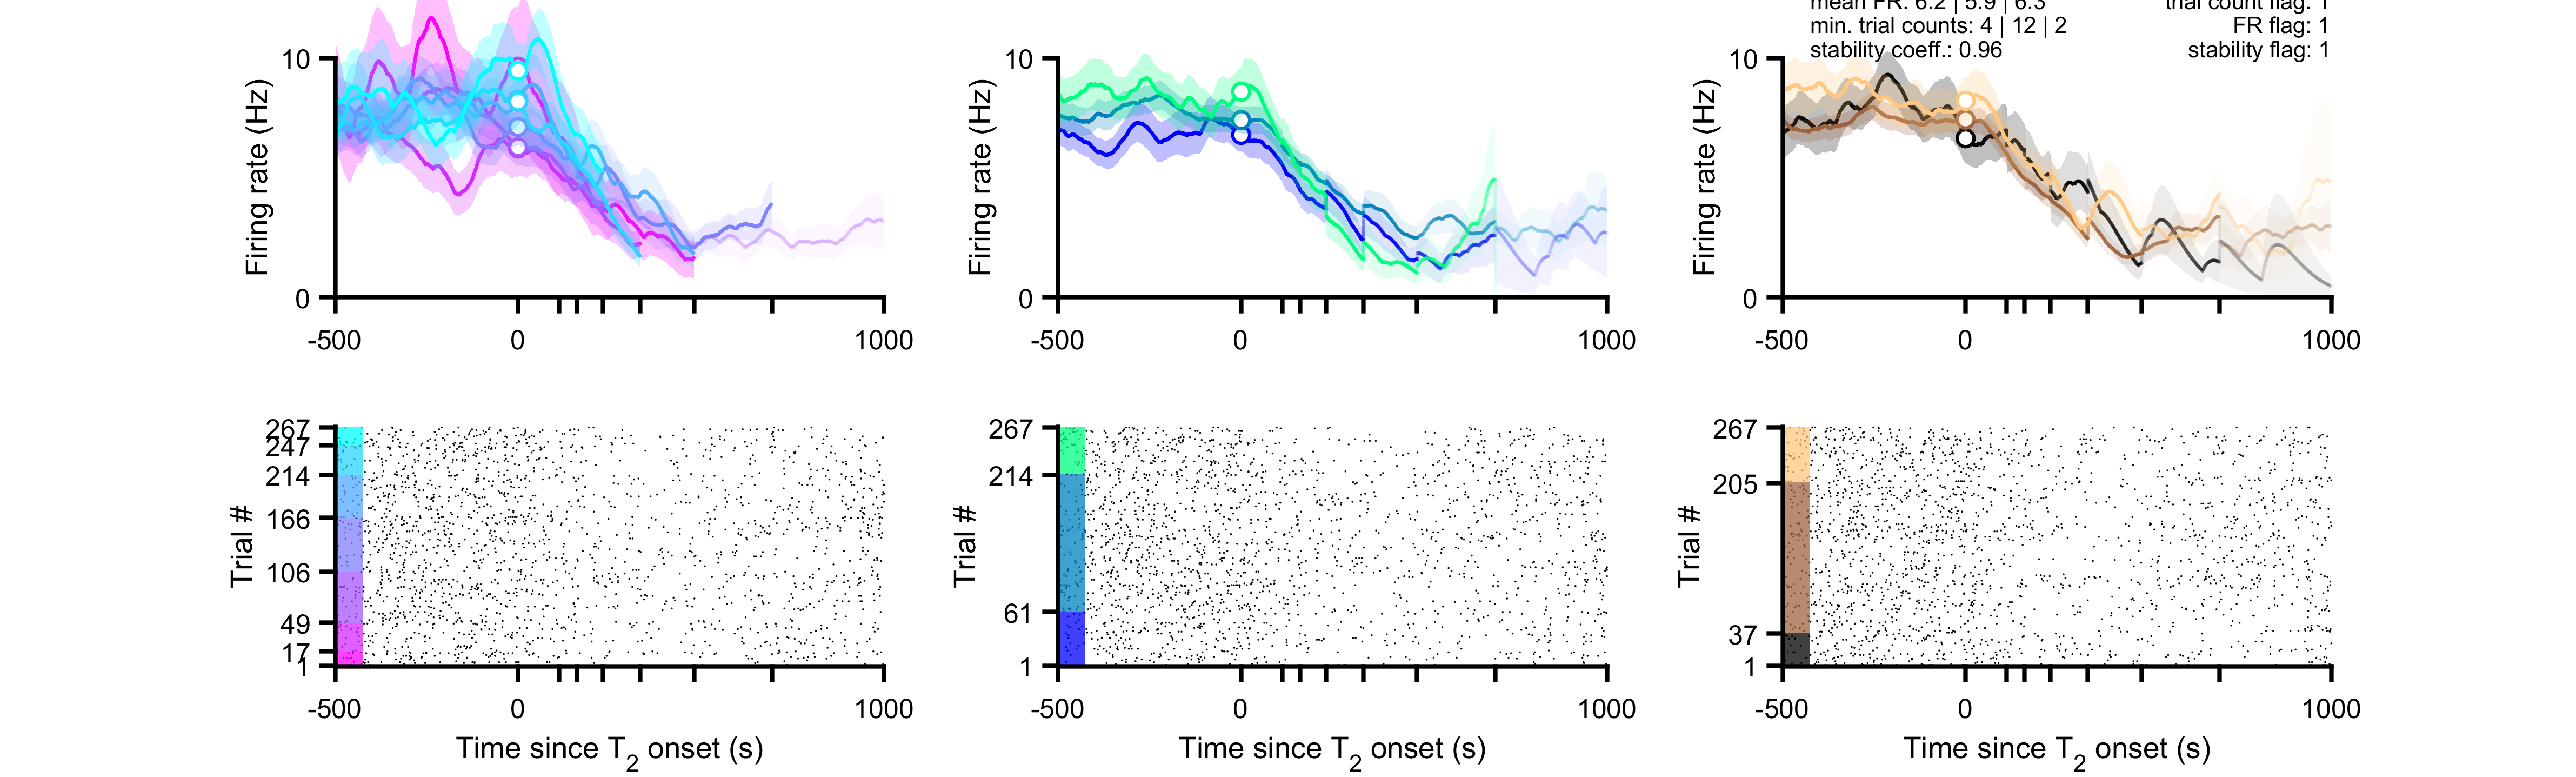 mean FR: 6.2 | 5.9 | 6.3
trial count flag: 1
min. trial counts: 4 | 12 | 2
FR flag: 1
stability coeff.: 0.96
stability flag: 1
10
Firing rate (Hz)
0
-500
0
1000
10
Firing rate (Hz)
0
-500
0
1000
10
Firing rate (Hz)
0
-500
0
1000
267
247
214
166
106
49
17
1
Trial #
-500
0
1000
Time since T2 onset (s)
267
214
61
1
Trial #
-500
0
1000
Time since T2 onset (s)
267
205
37
1
Trial #
-500
0
1000
Time since T2 onset (s)